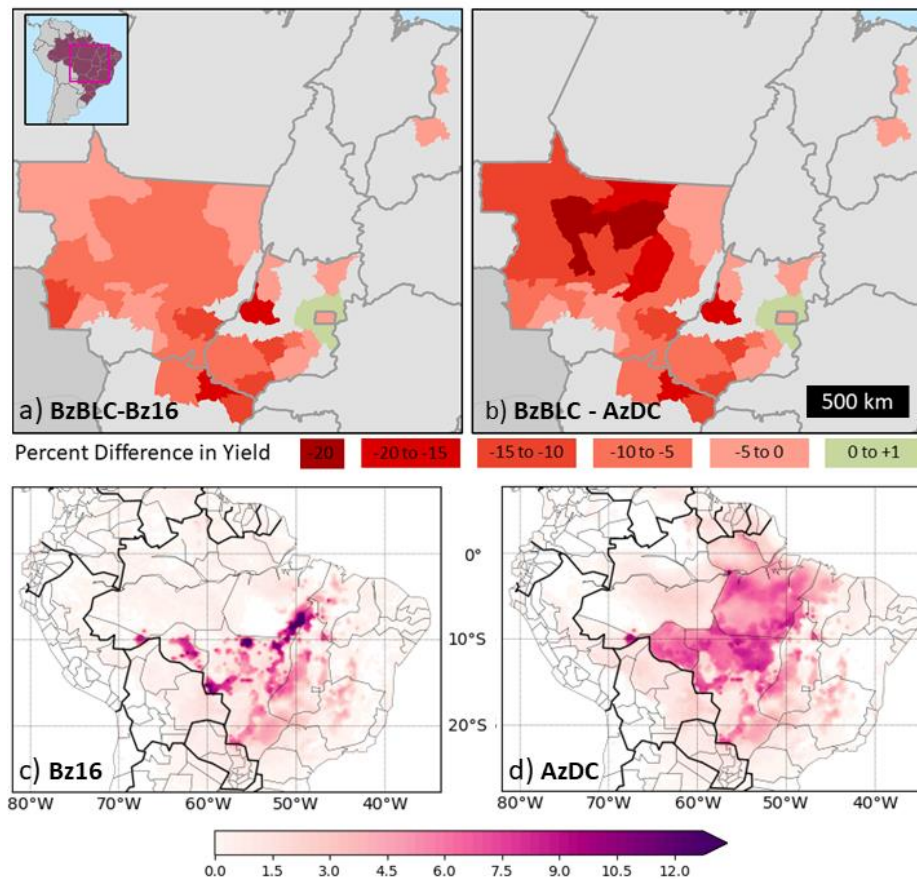 a) BzBLC-Bz16
b) BzBLC - AzDC
500 km
Percent Difference in Yield
-20
-20 to -15
-15 to -10
-10 to -5
-5 to 0
0 to +1
0°
10°S
20°S
c) Bz16
d) AzDC
80°W 70°W 60°W 50°W 40°W
80°W 70°W 60°W 50°W 40°W
0.0 1.5 3.0 4.5 6.0 7.5 9.0 10.5 12.0